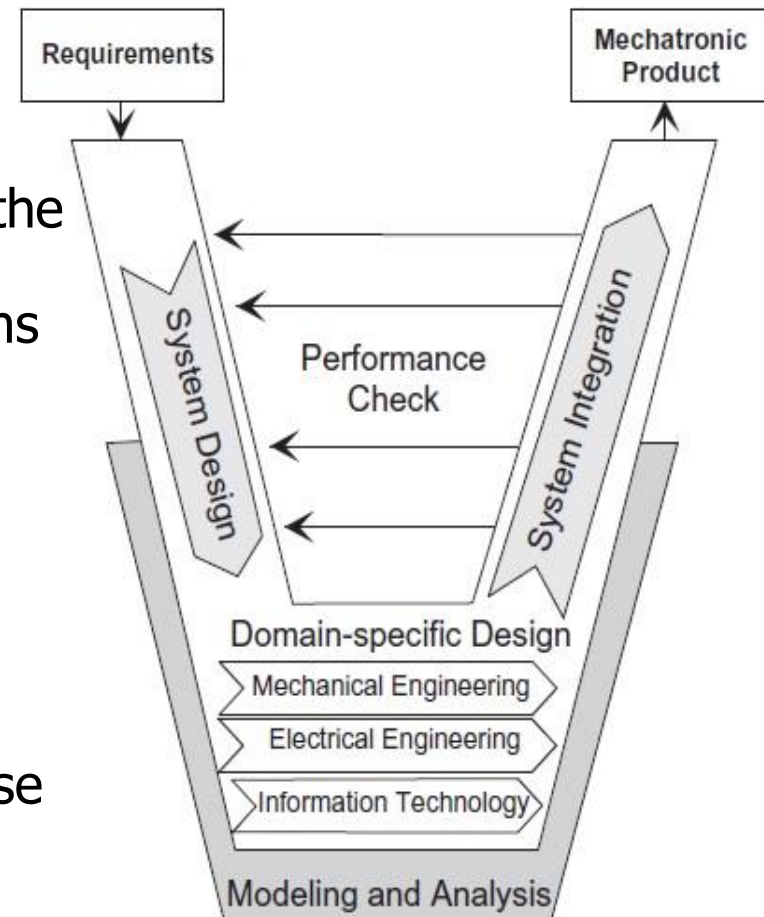 Requirements
Mechatronic
Product
the
ns
System Design
Performance
Check
System Integration
Domain-specific Design
Mechanical Engineering
Electrical Engineering
Information Technology
se
Modeling and Analysis